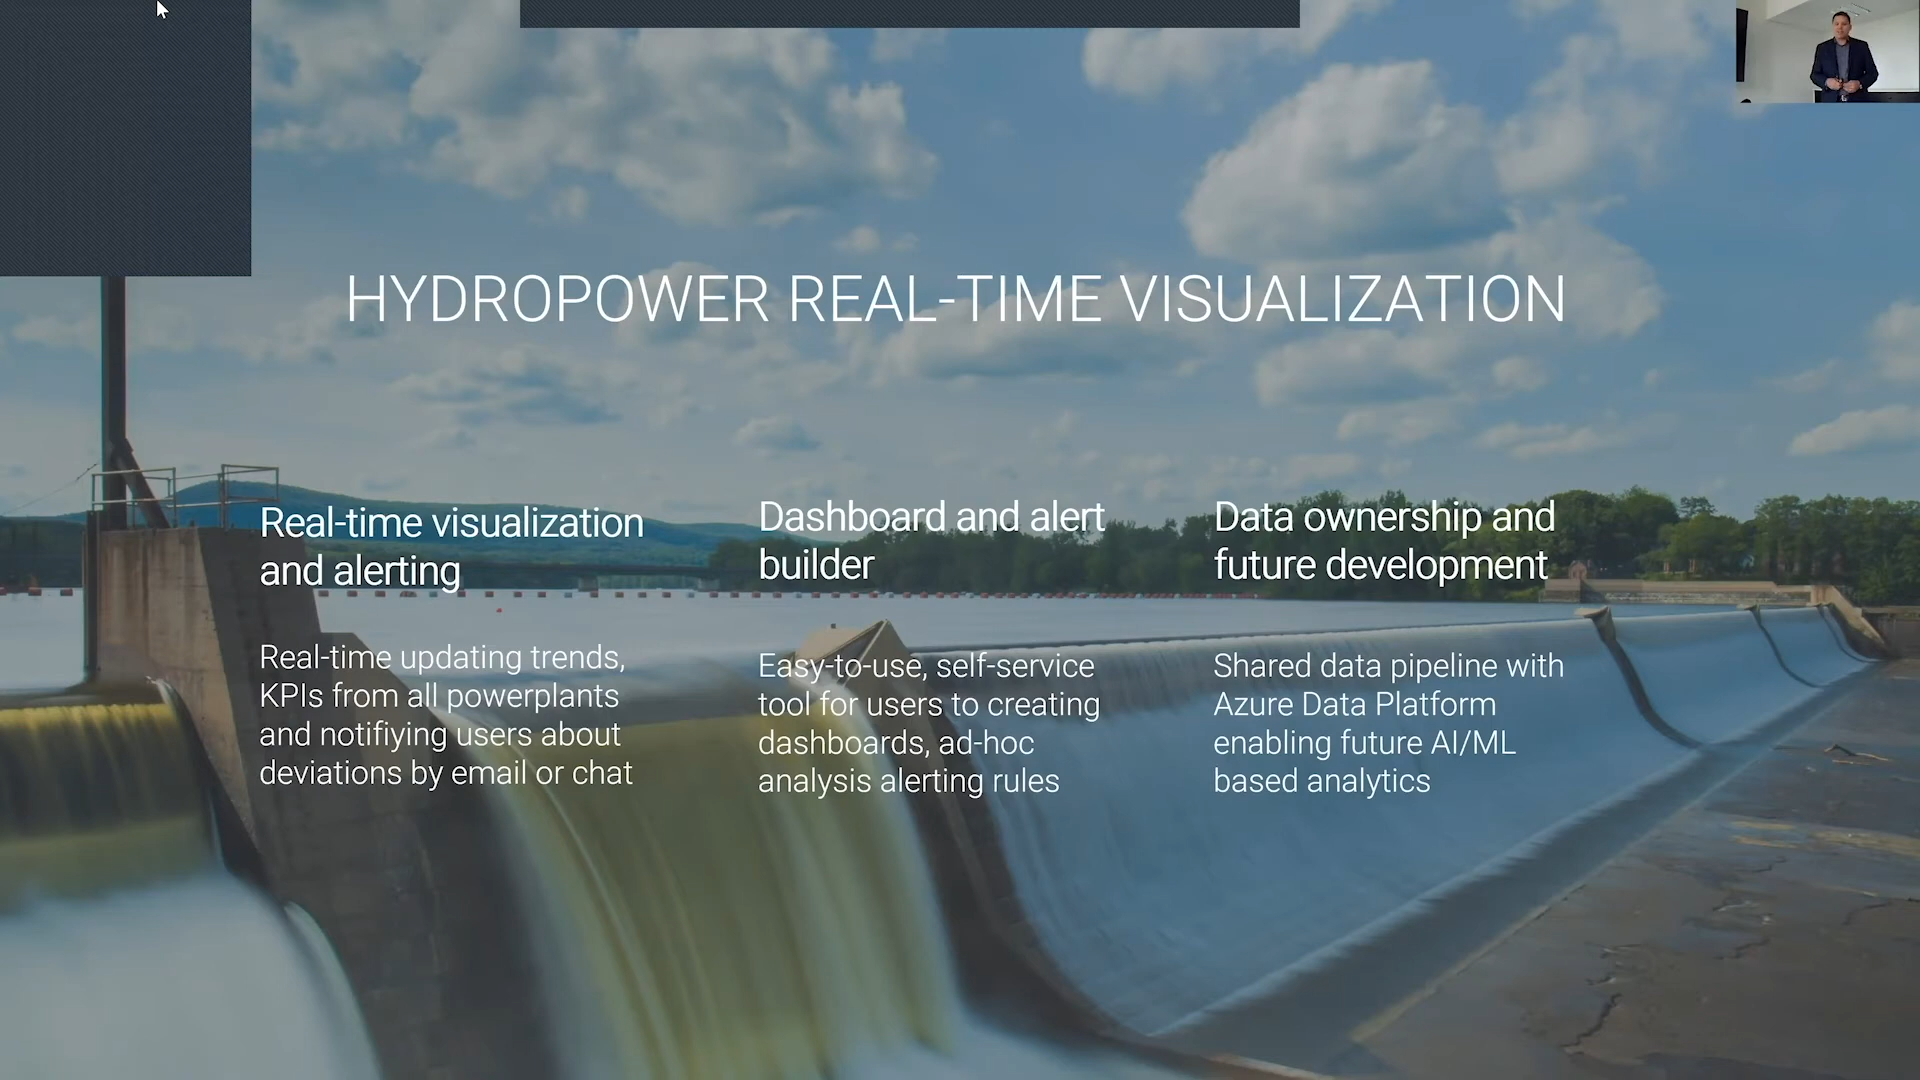 HYDROPOWER REAL-TIME VISUALIZATION
Real-time visualization
and alerting
Real-time updating trends,
KPIs from all powerplants
and notifiying users about
deviations by email or chat
Dashboard and alert
builder
Easy-to-use, self-service
tool for users to creating
dashboards, ad-hoc
analysis alerting rules
Data ownership and
future development
Shared data pipeline with
Azure Data Platform
enabling future AI/ML
based analytics